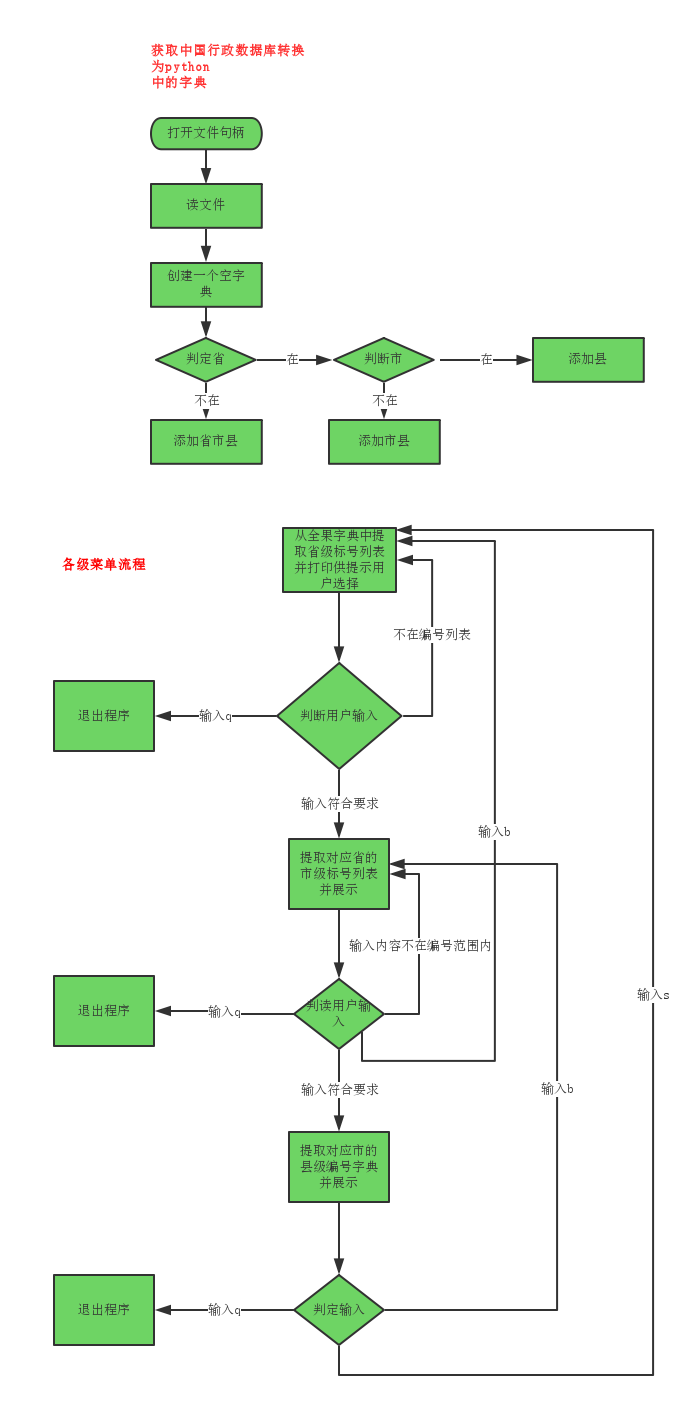 获取中国行政数据库转换
为python
中的字典
打开文件句柄
读文件
创建一个空字
典
判定省
在
判断市
在
添加县
不在
不在
添加省市县
添加市县
各级菜单流程
从全果字典中提
取省级标号列表
并打印供提示用
户选择
不在编号列表
退出程序
输入q
判断用户输入
输入符合要求
输入b
提取对应省的
市级标号列表
并展示
输入内容不在编号范围内
输入s
退出程序
输入q
判读用户输
入
输入符合要求
输入b
提取对应市的
县级编号字典
并展示
退出程序
输入q
判定输入